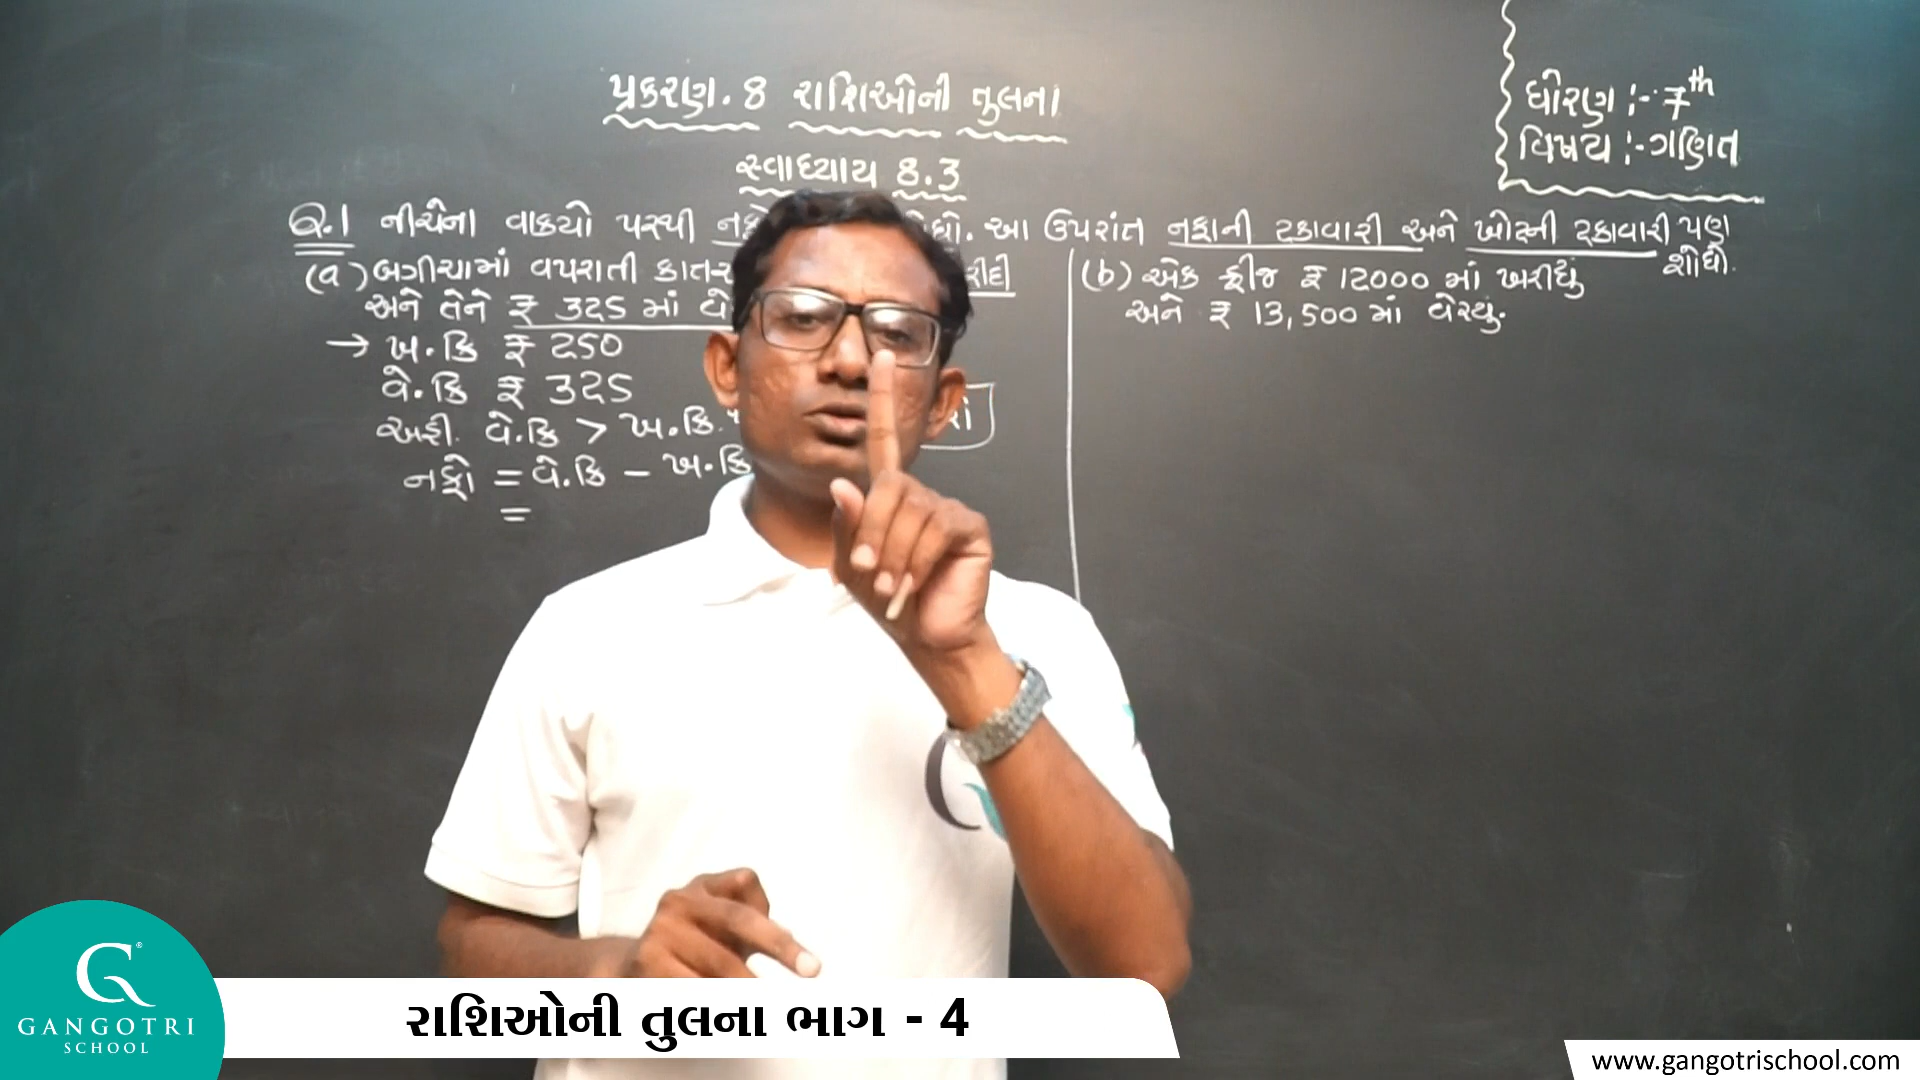 પ્રકરણ. 8 રાશિઓની તુલના
ધોરણ :- 7th
વિષય :- ગણિત
સ્વાધ્યાય 8.3
Q.1 નીચેના વાક્યો પરથી શોધો. આ ઉપરાંત નફાની ટકાવારી અને ખોટની ટકાવારી પણ શોધો.
(a) બગીચામાં વપરાતી
અને તેને ₹ 325 માં
→ ખ.કિ ₹ 250
વે.કિ ₹ 325
અહી. વે.કિ > ખ.કિ.
નફો = વે.કિ – ખ.કિ
=
(b) એક ફ્રીજ ₹ 12000 માં ખરીદ્યું
અને ₹ 13,500 માં વેચ્યું.
GANGOTRI
SCHOOL
રાશિઓની તુલના ભાગ - 4
www.gangotrischool.com